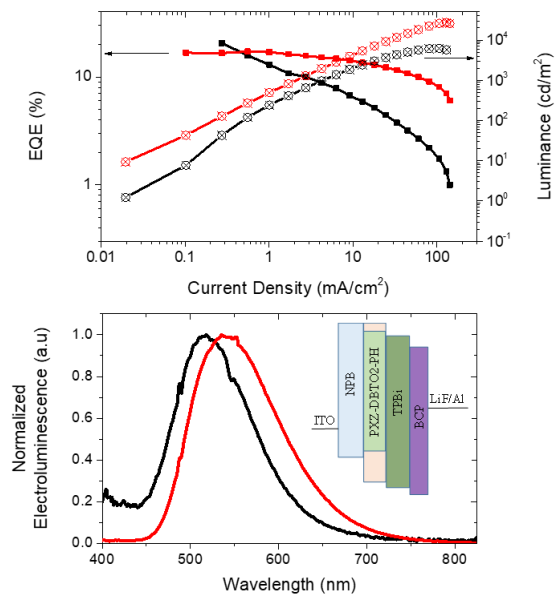 10
1
EQE (%)
10^4
10^3
10^2
10^1
10^0
10^-1
Luminance (cd/m^2)
0.01 0.1 1 10 100
Current Density (mA/cm^2)
1.0
0.8
0.6
0.4
0.2
0.0
Normalized
Electroluminescence (a.u)
ITO
NPB
PXZ-DBTO2-PH
TPBi
BCP
LiF/Al
400 500 600 700 800
Wavelength (nm)